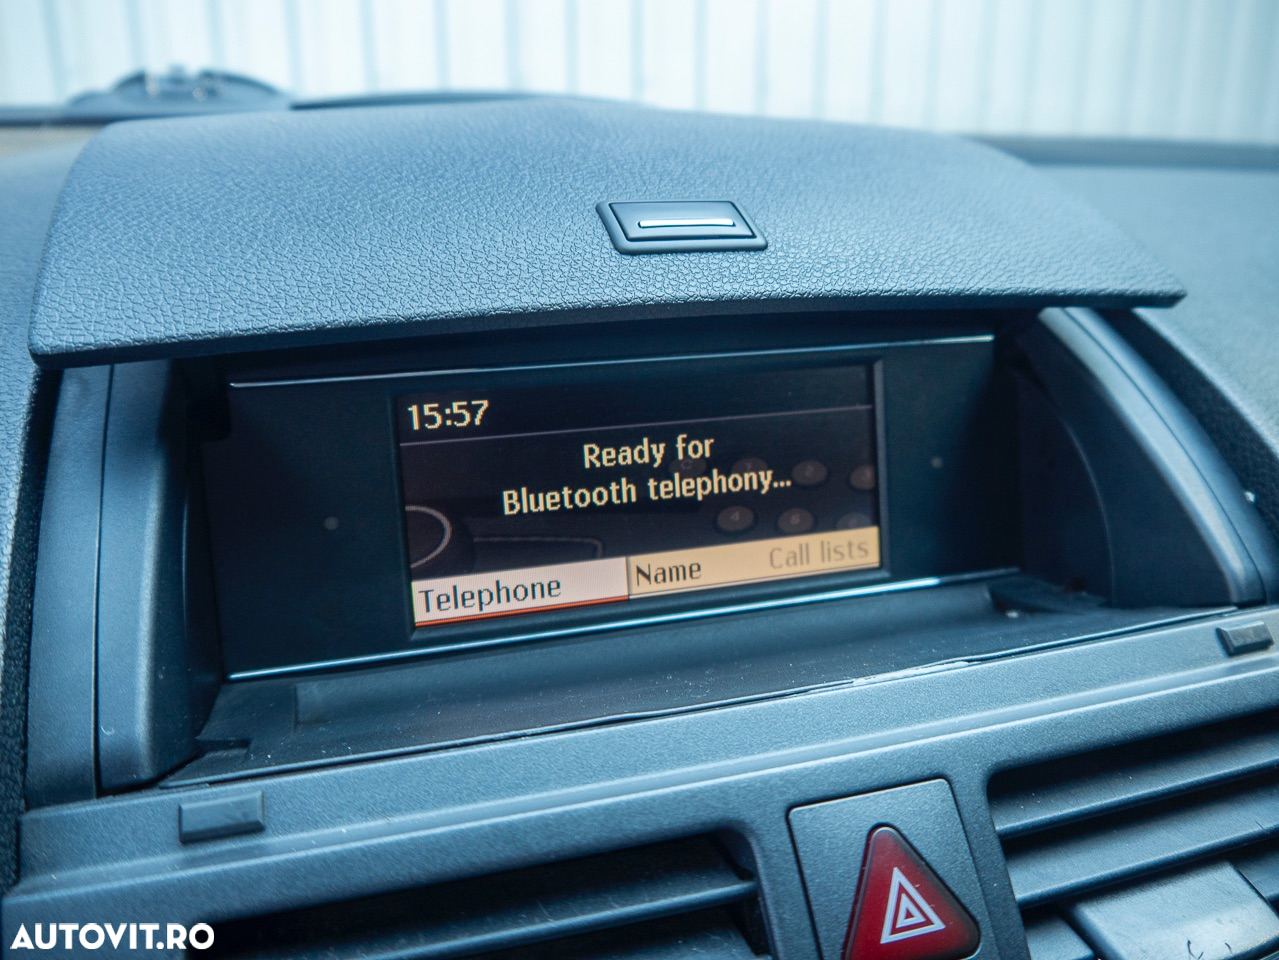 15:57
Ready for
Bluetooth telephony...
Telephone Name Call lists
AUTOVIT.RO